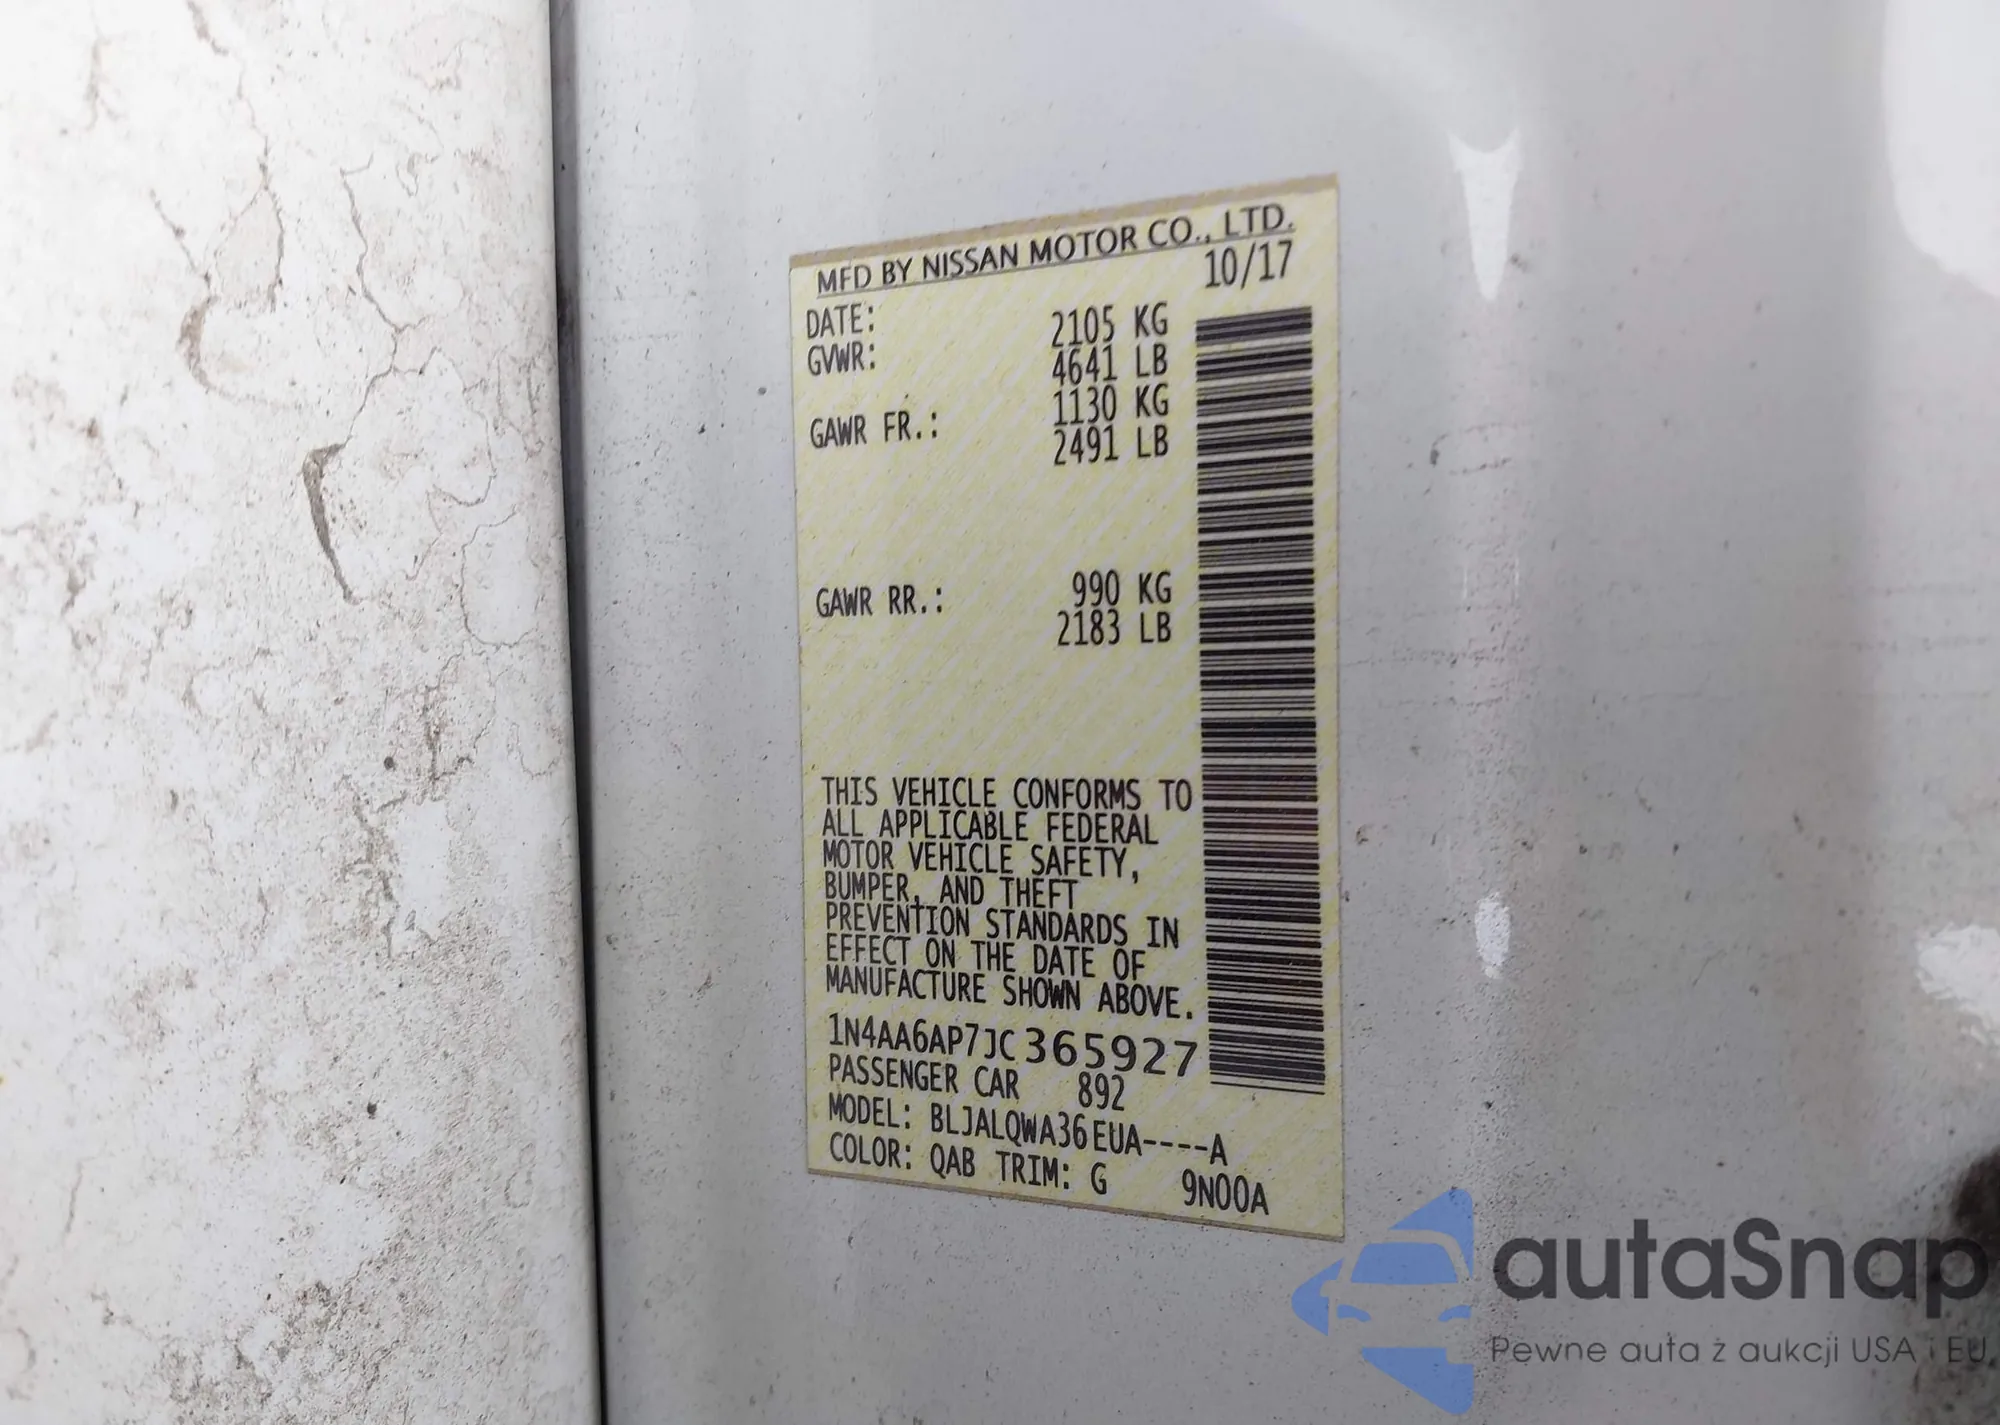 MFD BY NISSAN MOTOR CO., LTD.
DATE: 10/17
GVWR: 2105 KG
4641 LB
GAWR FR.: 1130 KG
2491 LB
GAWR RR.: 990 KG
2183 LB
THIS VEHICLE CONFORMS TO
ALL APPLICABLE FEDERAL
MOTOR VEHICLE SAFETY,
BUMPER, AND THEFT
PREVENTION STANDARDS IN
EFFECT ON THE DATE OF
MANUFACTURE SHOWN ABOVE.
1N4AA6AP7JC365927
PASSENGER CAR 892
MODEL: BLJALQWA36EUA----A
COLOR: QAB TRIM: G 9N00A
autaSnap
Pewne auta z aukcji USA i EU